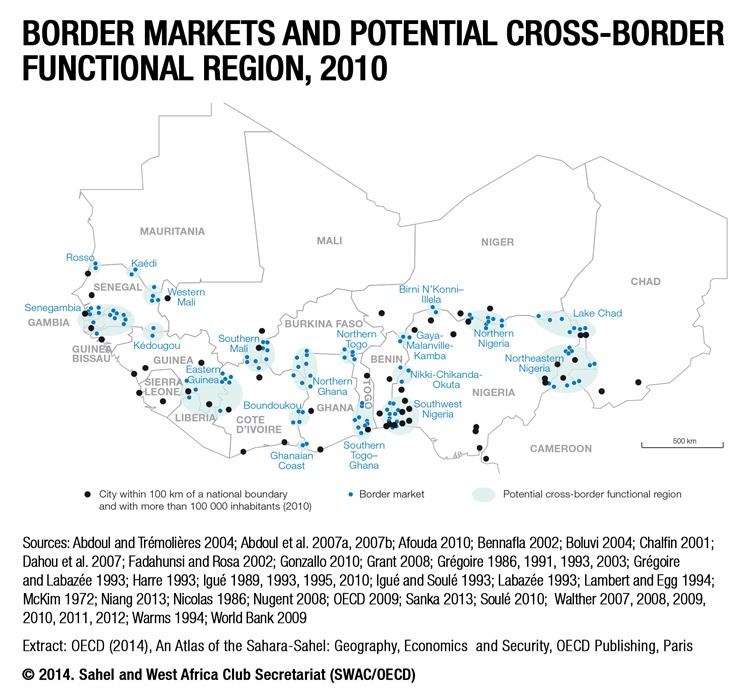 BORDER MARKETS AND POTENTIAL CROSS-BORDER
FUNCTIONAL REGION, 2010
MAURITANIA
MALI
NIGER
CHAD
Rosso
Kaédi
SENEGAL
Western
Mali
Senegambia
GAMBIA
GUINEA
BISSAU
Kédougou
GUINEA
SIERRA
LEONE
Eastern
Guinea
LIBERIA
Southern
Mali
BURKINA FASO
Northern
Togo
Northern
Ghana
Boundoukou
COTE
D'IVOIRE
GHANA
Ghanaian
Coast
TOGO
Southern
Togo–
Ghana
BENIN
Birni N'Konni–
Illela
Gaya-
Malanville-
Kamba
Nikki-Chikanda-
Okuta
Southwest
Nigeria
Northern
Nigeria
NIGERIA
Lake Chad
Northeastern
Nigeria
CAMEROON
500 km
City within 100 km of a national boundary
and with more than 100 000 inhabitants (2010)
Border market
Potential cross-border functional region
Sources: Abdoul and Trémolières 2004; Abdoul et al. 2007a, 2007b; Afouda 2010; Bennafla 2002; Boluvi 2004; Chalfin 2001;
Dahou et al. 2007; Fadahunsi and Rosa 2002; Gonzallo 2010; Grant 2008; Grégoire 1986, 1991, 1993, 2003; Grégoire
and Labazée 1993; Harre 1993; Igué 1989, 1993, 1995, 2010; Igué and Soulé 1993; Labazée 1993; Lambert and Egg 1994;
McKim 1972; Niang 2013; Nicolas 1986; Nugent 2008; OECD 2009; Sanka 2013; Soulé 2010; Walther 2007, 2008, 2009,
2010, 2011, 2012; Warms 1994; World Bank 2009
Extract: OECD (2014), An Atlas of the Sahara-Sahel: Geography, Economics and Security, OECD Publishing, Paris
© 2014. Sahel and West Africa Club Secretariat (SWAC/OECD)